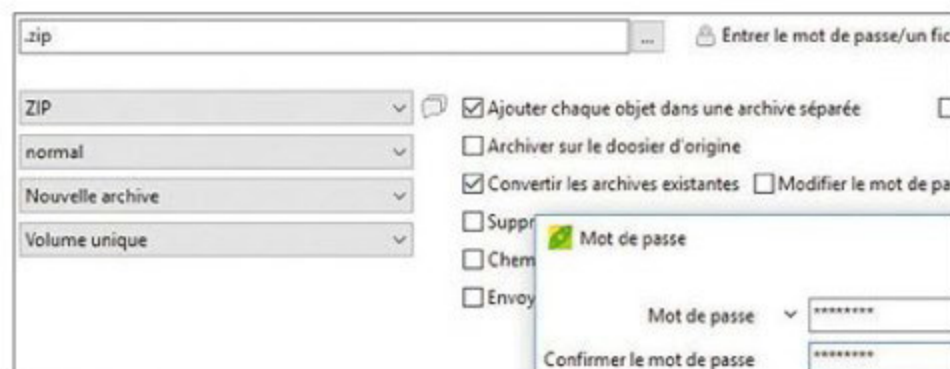 .zip
...
Entrer le mot de passe/un fic
ZIP
Ajouter chaque objet dans une archive séparée
normal
Archiver sur le doosier d'origine
Nouvelle archive
Convertir les archives existantes
Modifier le mot de pa
Volume unique
Suppr
Chem
Envoy
Mot de passe
Mot de passe
********
Confirmer le mot de passe
********